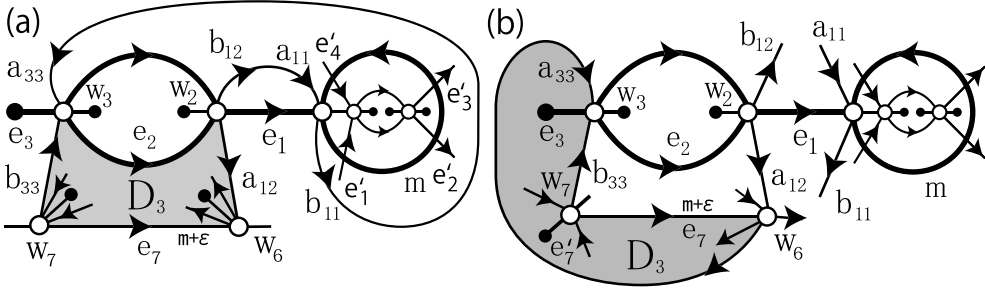 (a)
b12
a11
e′4
a33
w3
w2
e′3
e3
e2
e1
b33
D3
a12
b11
e′1
m
e′2
w7
e7
m+ε
w6
(b)
b12
a11
a33
w3
w2
e3
e2
e1
w7
b33
a12
b11
m
m+ε
e′7
e7
w6
D3